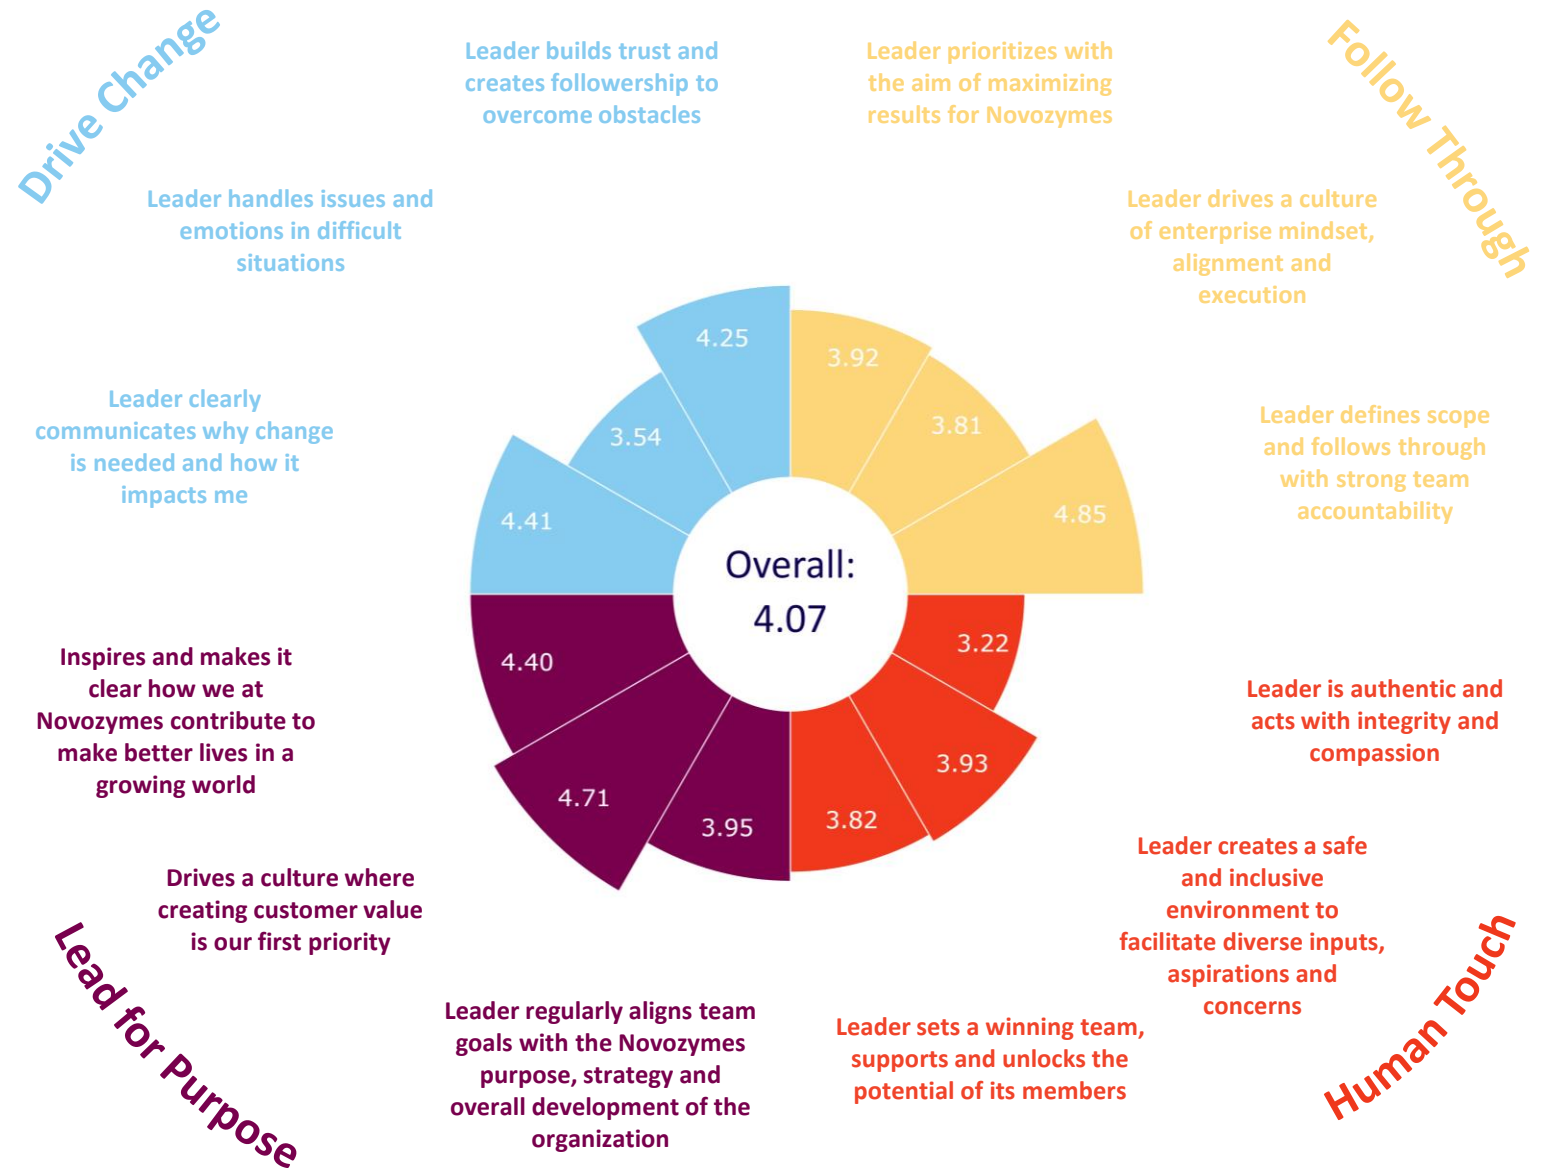 Drive Change
Leader builds trust and
creates followership to
overcome obstacles
Leader prioritizes with
the aim of maximizing
results for Novozymes
Follow Through
Leader handles issues and
emotions in difficult
situations
Leader drives a culture
of enterprise mindset,
alignment and
execution
Leader clearly
communicates why change
is needed and how it
impacts me
Leader defines scope
and follows through
with strong team
accountability
4.25
3.92
3.54
3.81
4.41
4.85
Overall:
4.07
4.40
3.22
4.71
3.93
3.95
3.82
Inspires and makes it
clear how we at
Novozymes contribute to
make better lives in a
growing world
Leader is authentic and
acts with integrity and
compassion
Drives a culture where
creating customer value
is our first priority
Leader creates a safe
and inclusive
environment to
facilitate diverse inputs,
aspirations and
concerns
Lead for Purpose
Leader regularly aligns team
goals with the Novozymes
purpose, strategy and
overall development of the
organization
Leader sets a winning team,
supports and unlocks the
potential of its members
Human Touch